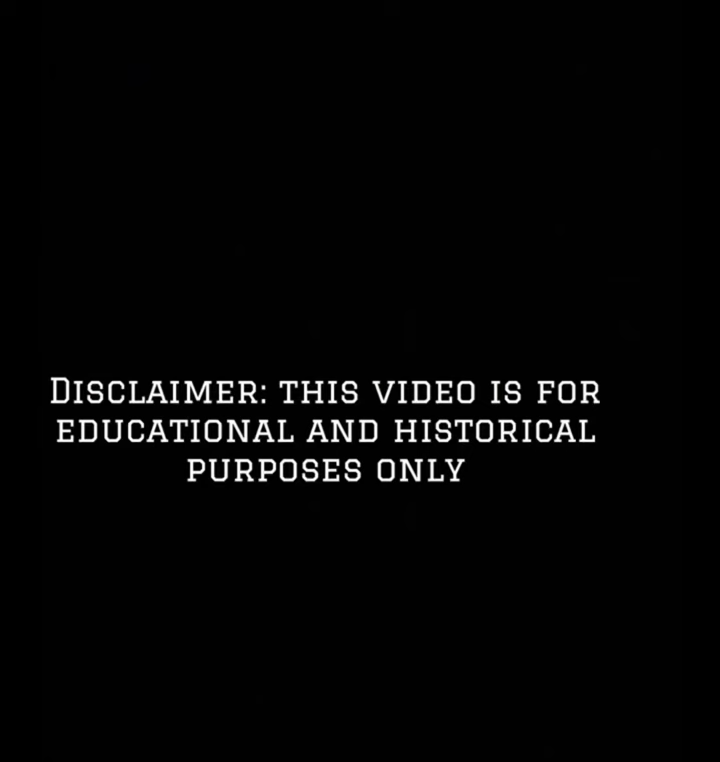 Disclaimer: this video is for
educational and historical
purposes only